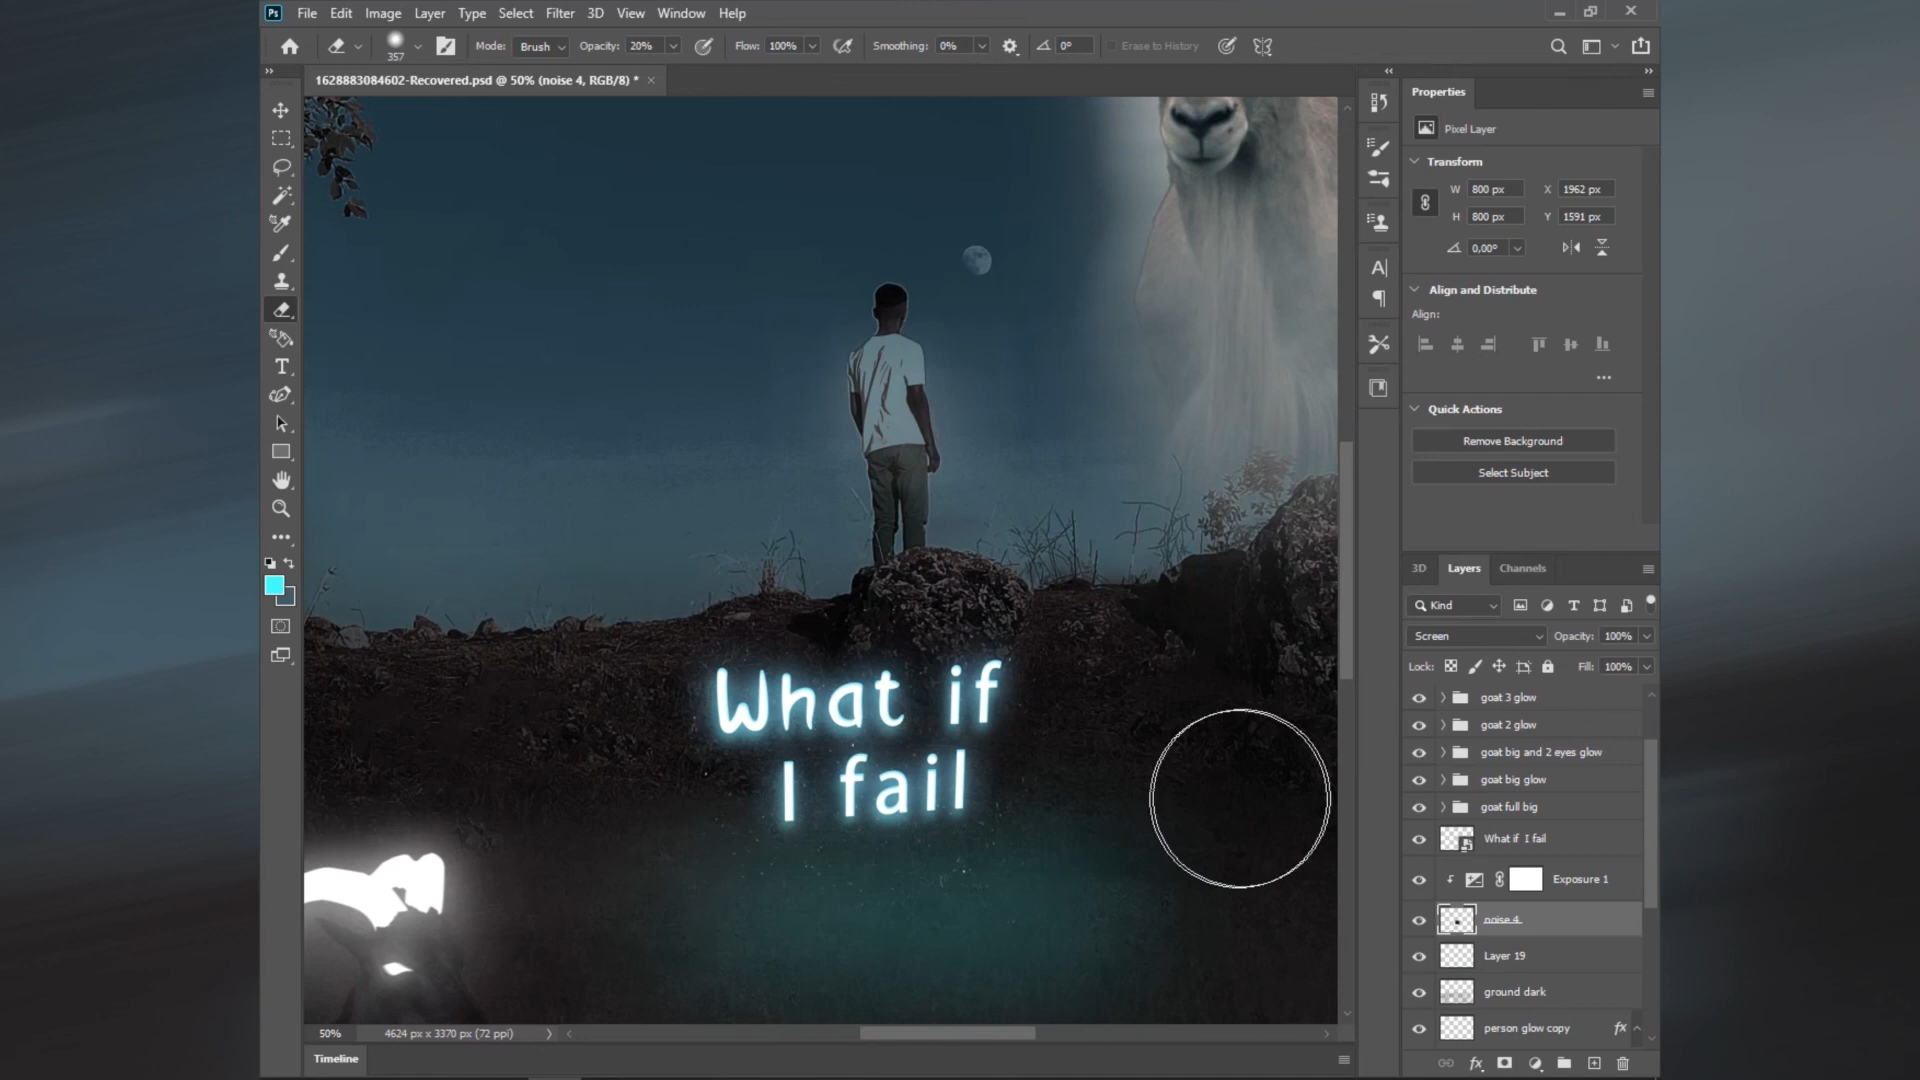 Ps File Edit Image Layer Type Select Filter 3D View Window Help
357 Mode: Brush Opacity: 20% Flow: 100% Smoothing: 0% 0° Erase to History
1628883084602-Recovered.psd @ 50% (noise 4, RGB/8) *
What if
I fail
50% 4624 px x 3370 px (72 ppi)
Timeline
Properties
Pixel Layer
Transform
W 800 px X 1962 px
H 800 px Y 1591 px
0,00°
Align and Distribute
Align:
Quick Actions
Remove Background
Select Subject
3D Layers Channels
Kind
Screen Opacity: 100%
Lock: Fill: 100%
goat 3 glow
goat 2 glow
goat big and 2 eyes glow
goat big glow
goat full big
What if I fail
Exposure 1
noise 4
Layer 19
ground dark
person glow copy fx
fx